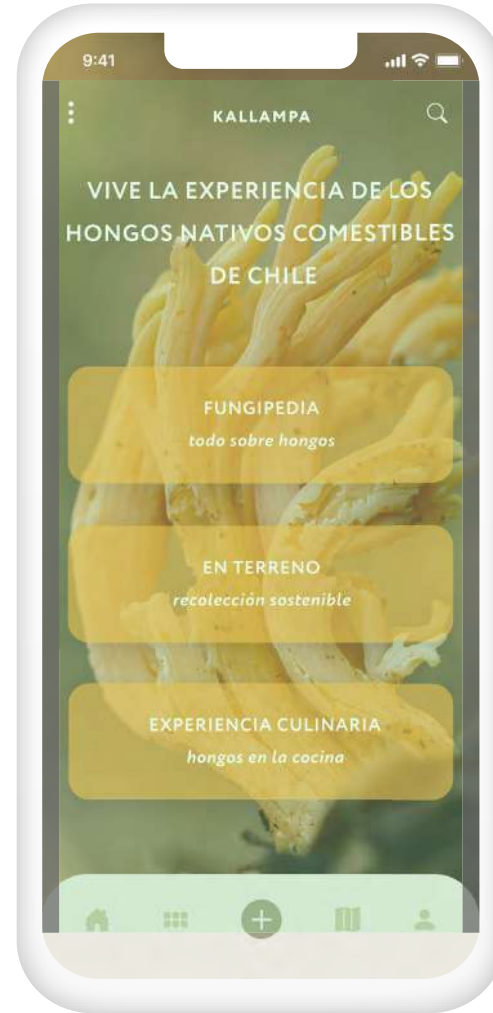 9:41
KALLAMPA
VIVE LA EXPERIENCIA DE LOS
HONGOS NATIVOS COMESTIBLES
DE CHILE
FUNGIPEDIA
todo sobre hongos
EN TERRENO
recolección sostenible
EXPERIENCIA CULINARIA
hongos en la cocina